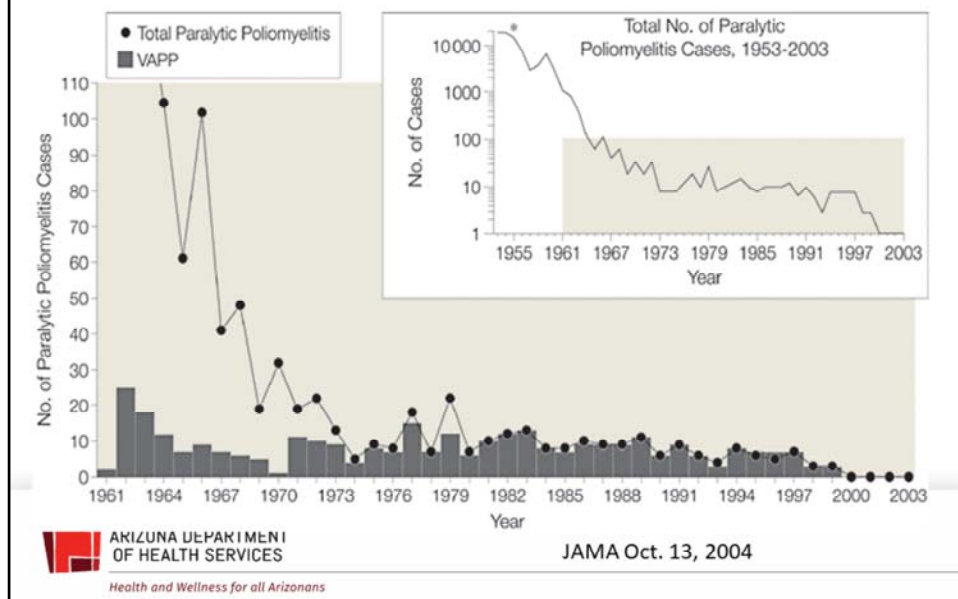 Total Paralytic Poliomyelitis
VAPP
Total No. of Paralytic
Poliomyelitis Cases, 1953-2003
*
No. of Cases
10 000
1000
100
10
1
1955 1961 1967 1973 1979 1985 1991 1997 2003
Year
No. of Paralytic Poliomyelitis Cases
110
100
90
80
70
60
50
40
30
20
10
0
1961 1964 1967 1970 1973 1976 1979 1982 1985 1988 1991 1994 1997 2000 2003
Year
ARIZONA DEPARTMENT
OF HEALTH SERVICES
JAMA Oct. 13, 2004
Health and Wellness for all Arizonans